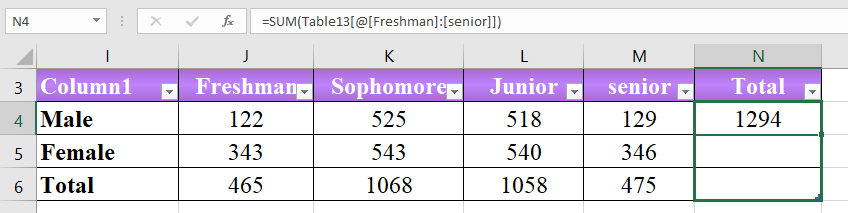 N4 fx =SUM(Table13[@[Freshman]:[senior]])
I J K L M N
3 Column1 Freshman Sophomore Junior senior Total
4 Male 122 525 518 129 1294
5 Female 343 543 540 346
6 Total 465 1068 1058 475